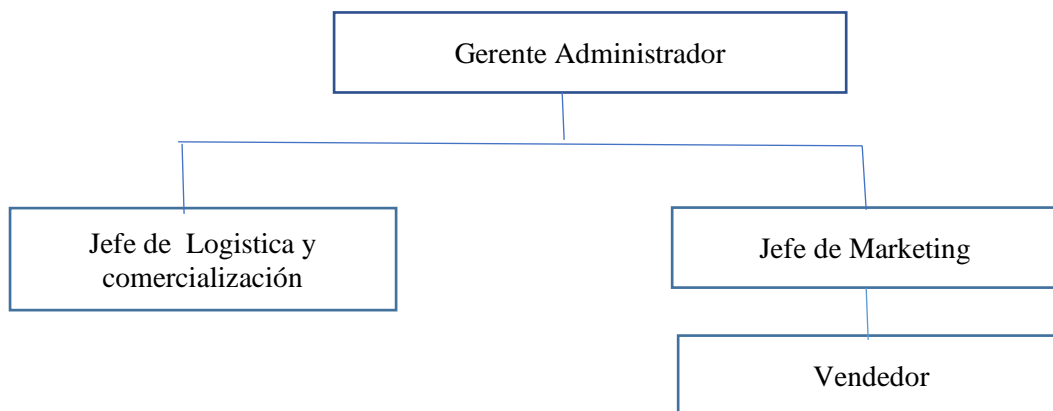 Gerente Administrador
Jefe de Logistica y
comercialización
Jefe de Marketing
Vendedor